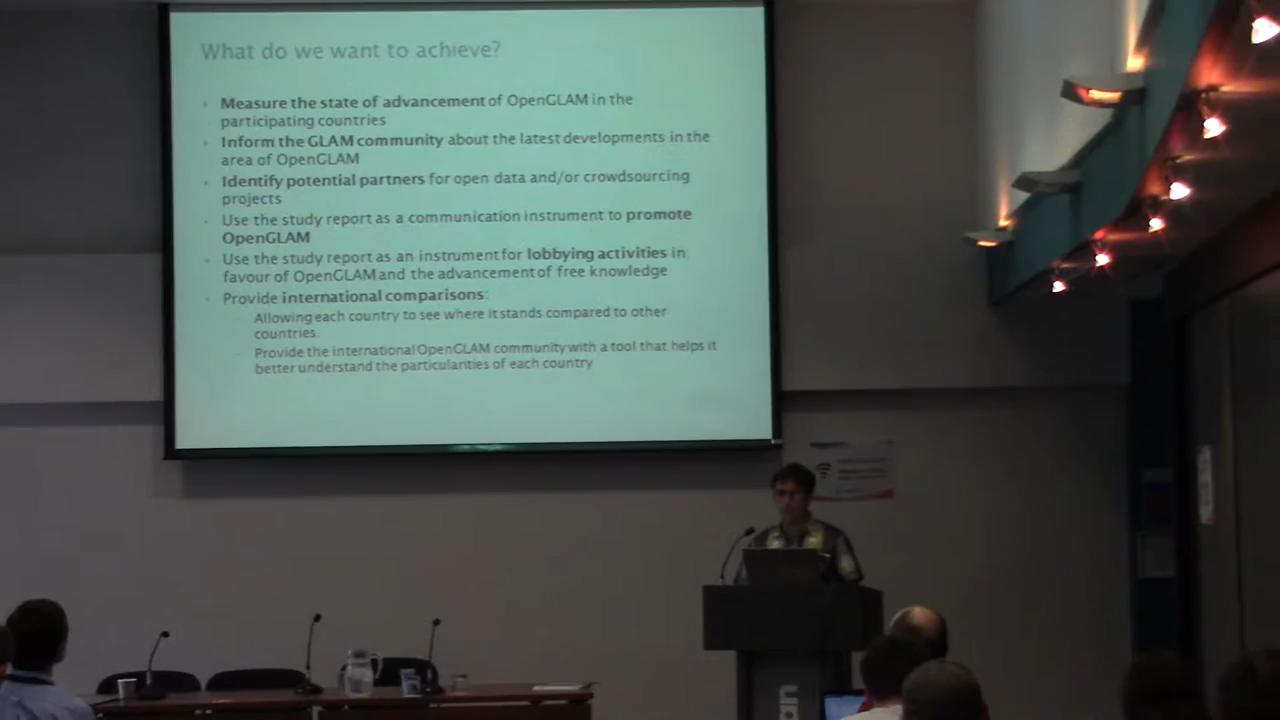 What do we want to achieve?
Measure the state of advancement of OpenGLAM in the
participating countries
Inform the GLAM community about the latest developments in the
area of OpenGLAM
Identify potential partners for open data and/or crowdsourcing
projects
Use the study report as a communication instrument to promote
OpenGLAM
Use the study report as an instrument for lobbying activities in
favour of OpenGLAM and the advancement of free knowledge
Provide international comparisons:
Allowing each country to see where it stands compared to other
countries.
Provide the international OpenGLAM community with a tool that helps it
better understand the particularities of each country